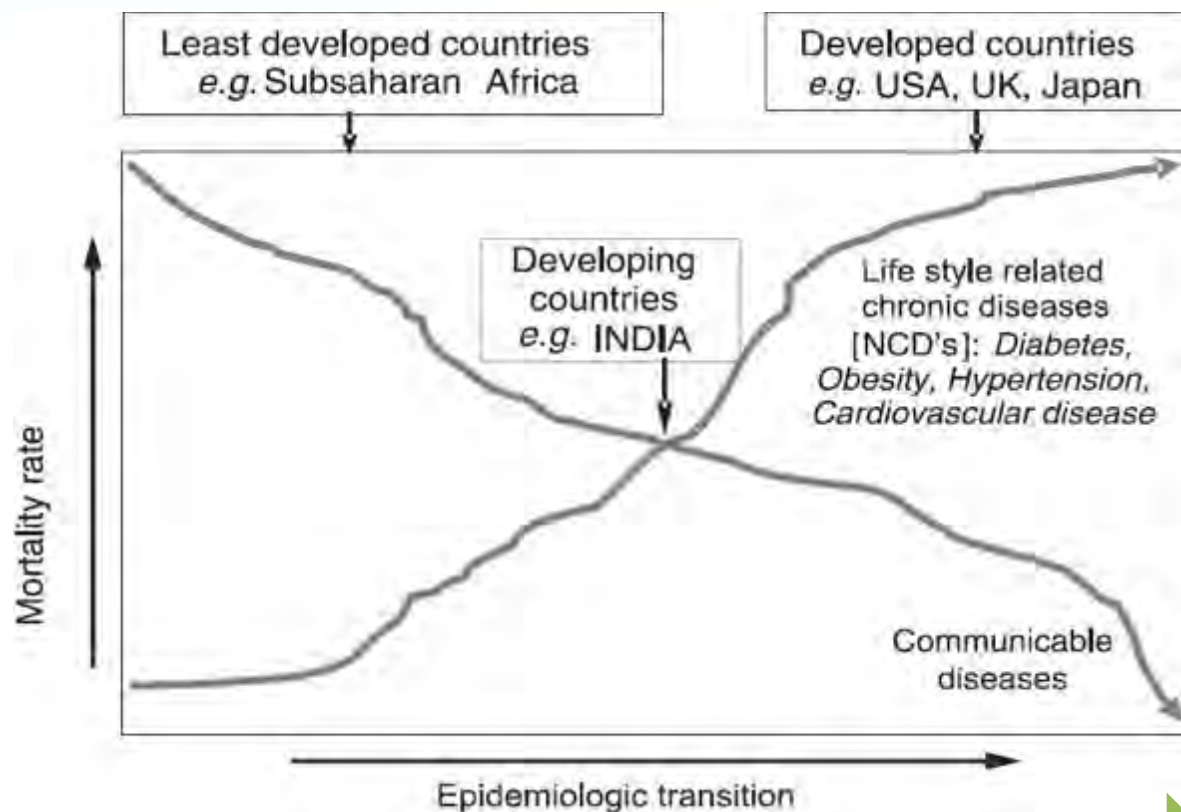 Least developed countries
e.g. Subsaharan Africa
Developed countries
e.g. USA, UK, Japan
Developing
countries
e.g. INDIA
Life style related
chronic diseases
[NCD's]: Diabetes,
Obesity, Hypertension,
Cardiovascular disease
Mortality rate
Communicable
diseases
Epidemiologic transition